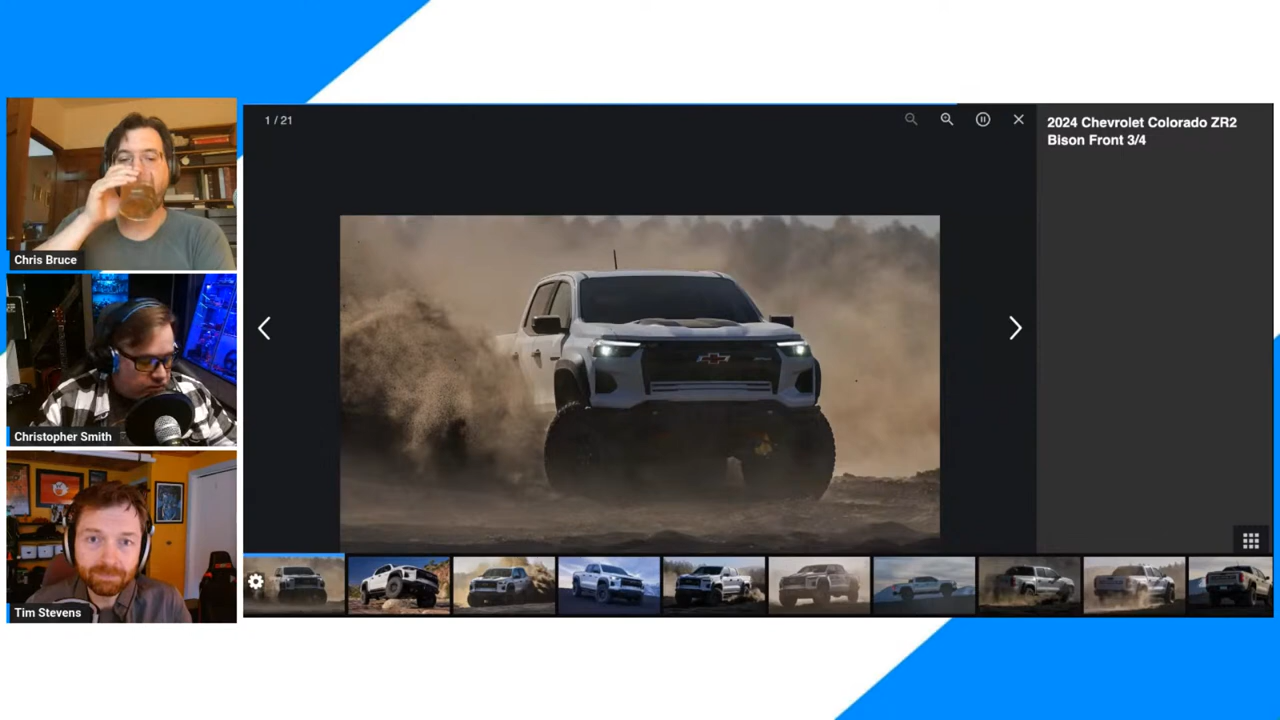 1 / 21
2024 Chevrolet Colorado ZR2
Bison Front 3/4
Chris Bruce
Christopher Smith
Tim Stevens